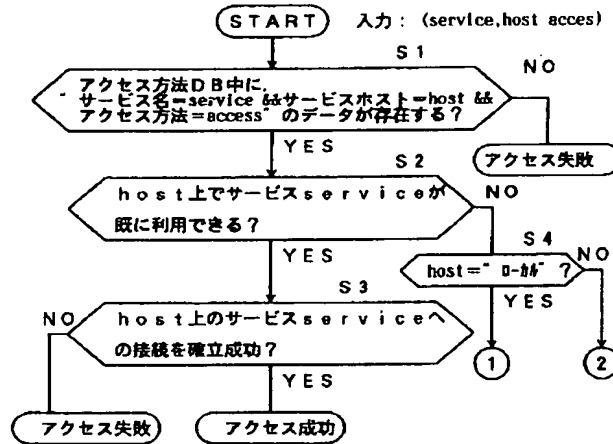 START
入力： (service,host acces)
S1
アクセス方法DB中に,
" サービス名=service &&サービスホスト=host &&
アクセス方法=access" のデータが存在する？
NO
YES
アクセス失敗
S2
host上でサービスserviceが
既に利用できる？
NO
YES
S4
host=" ローカル" ？
NO
YES
S3
host上のサービスserviceへ
の接続を確立成功？
NO
YES
1
2
アクセス失敗
アクセス成功